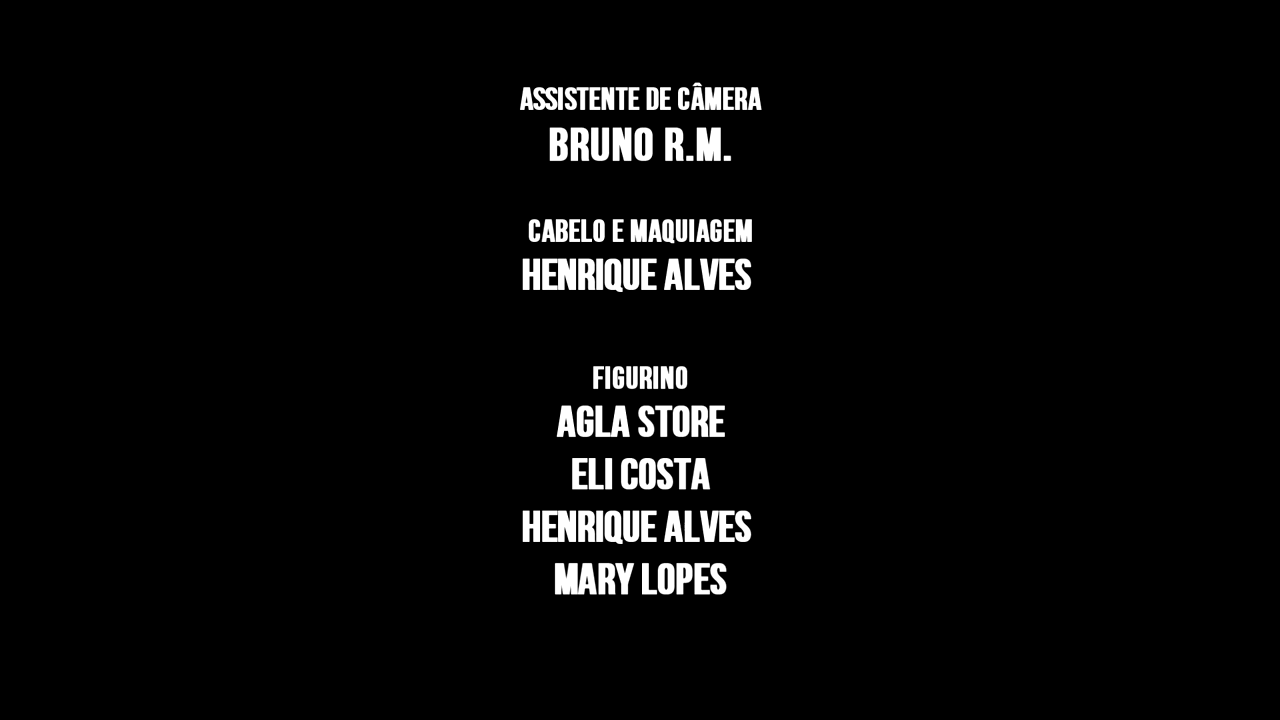 ASSISTENTE DE CÂMERA
BRUNO R.M.
CABELO E MAQUIAGEM
HENRIQUE ALVES
FIGURINO
AGLA STORE
ELI COSTA
HENRIQUE ALVES
MARY LOPES